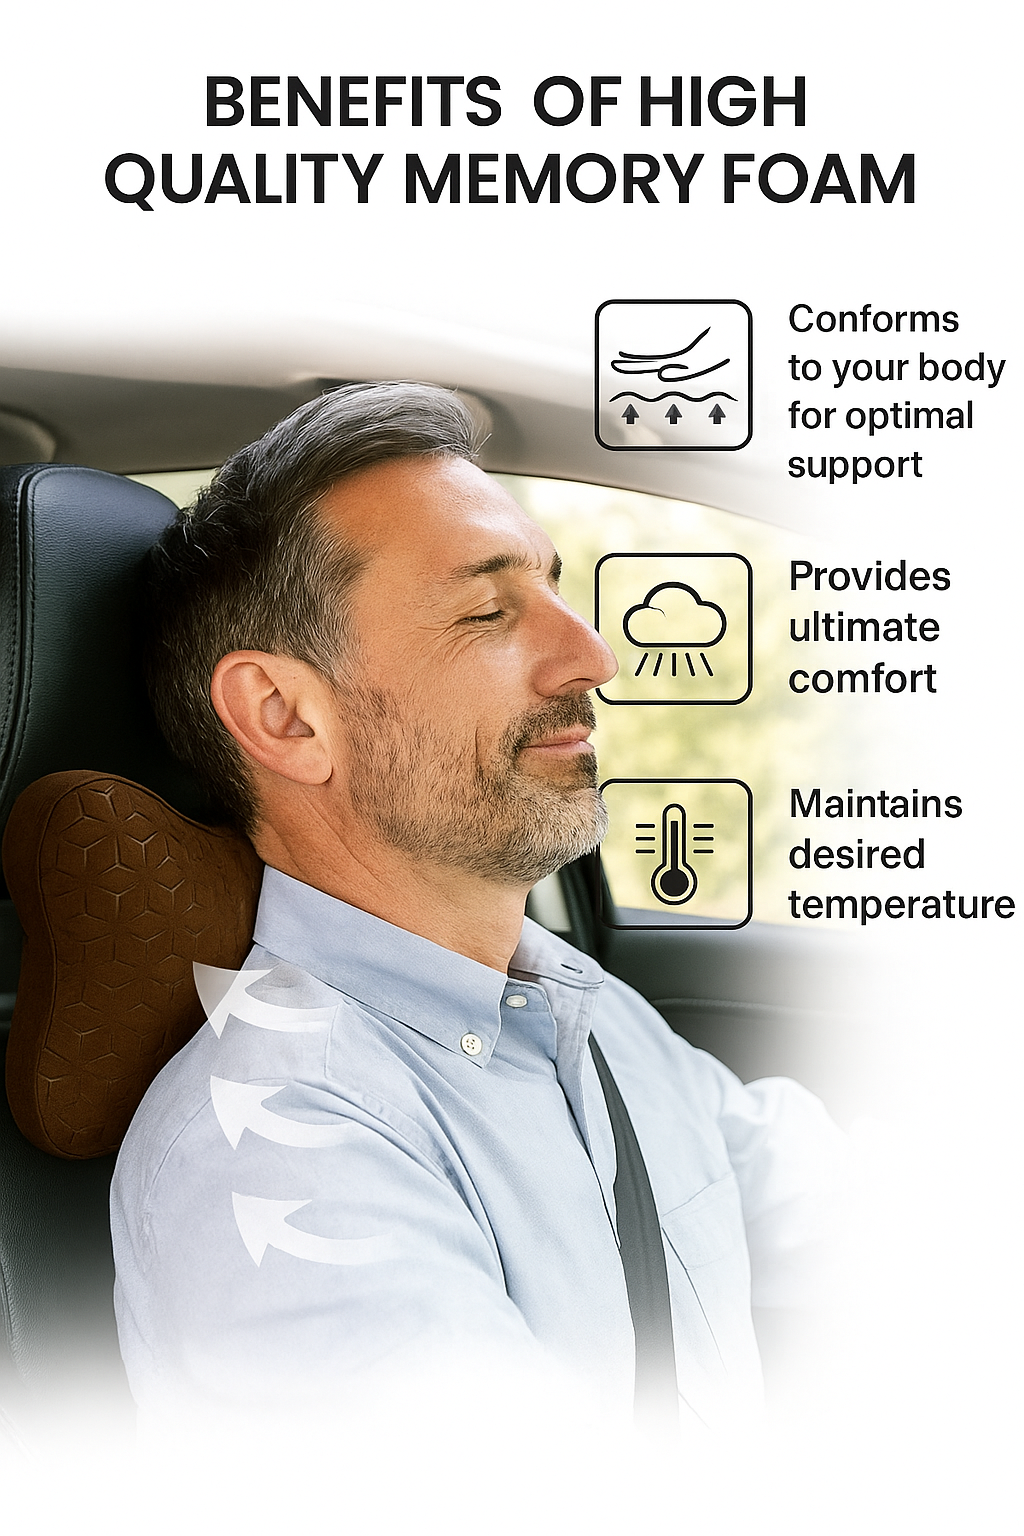 BENEFITS OF HIGH
QUALITY MEMORY FOAM
Conforms
to your body
for optimal
support
Provides
ultimate
comfort
Maintains
desired
temperature